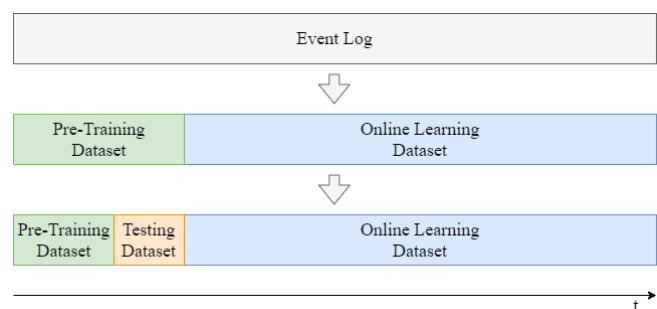 Event Log
Pre-Training
Dataset
Online Learning
Dataset
Pre-Training
Dataset
Testing
Dataset
Online Learning
Dataset
t